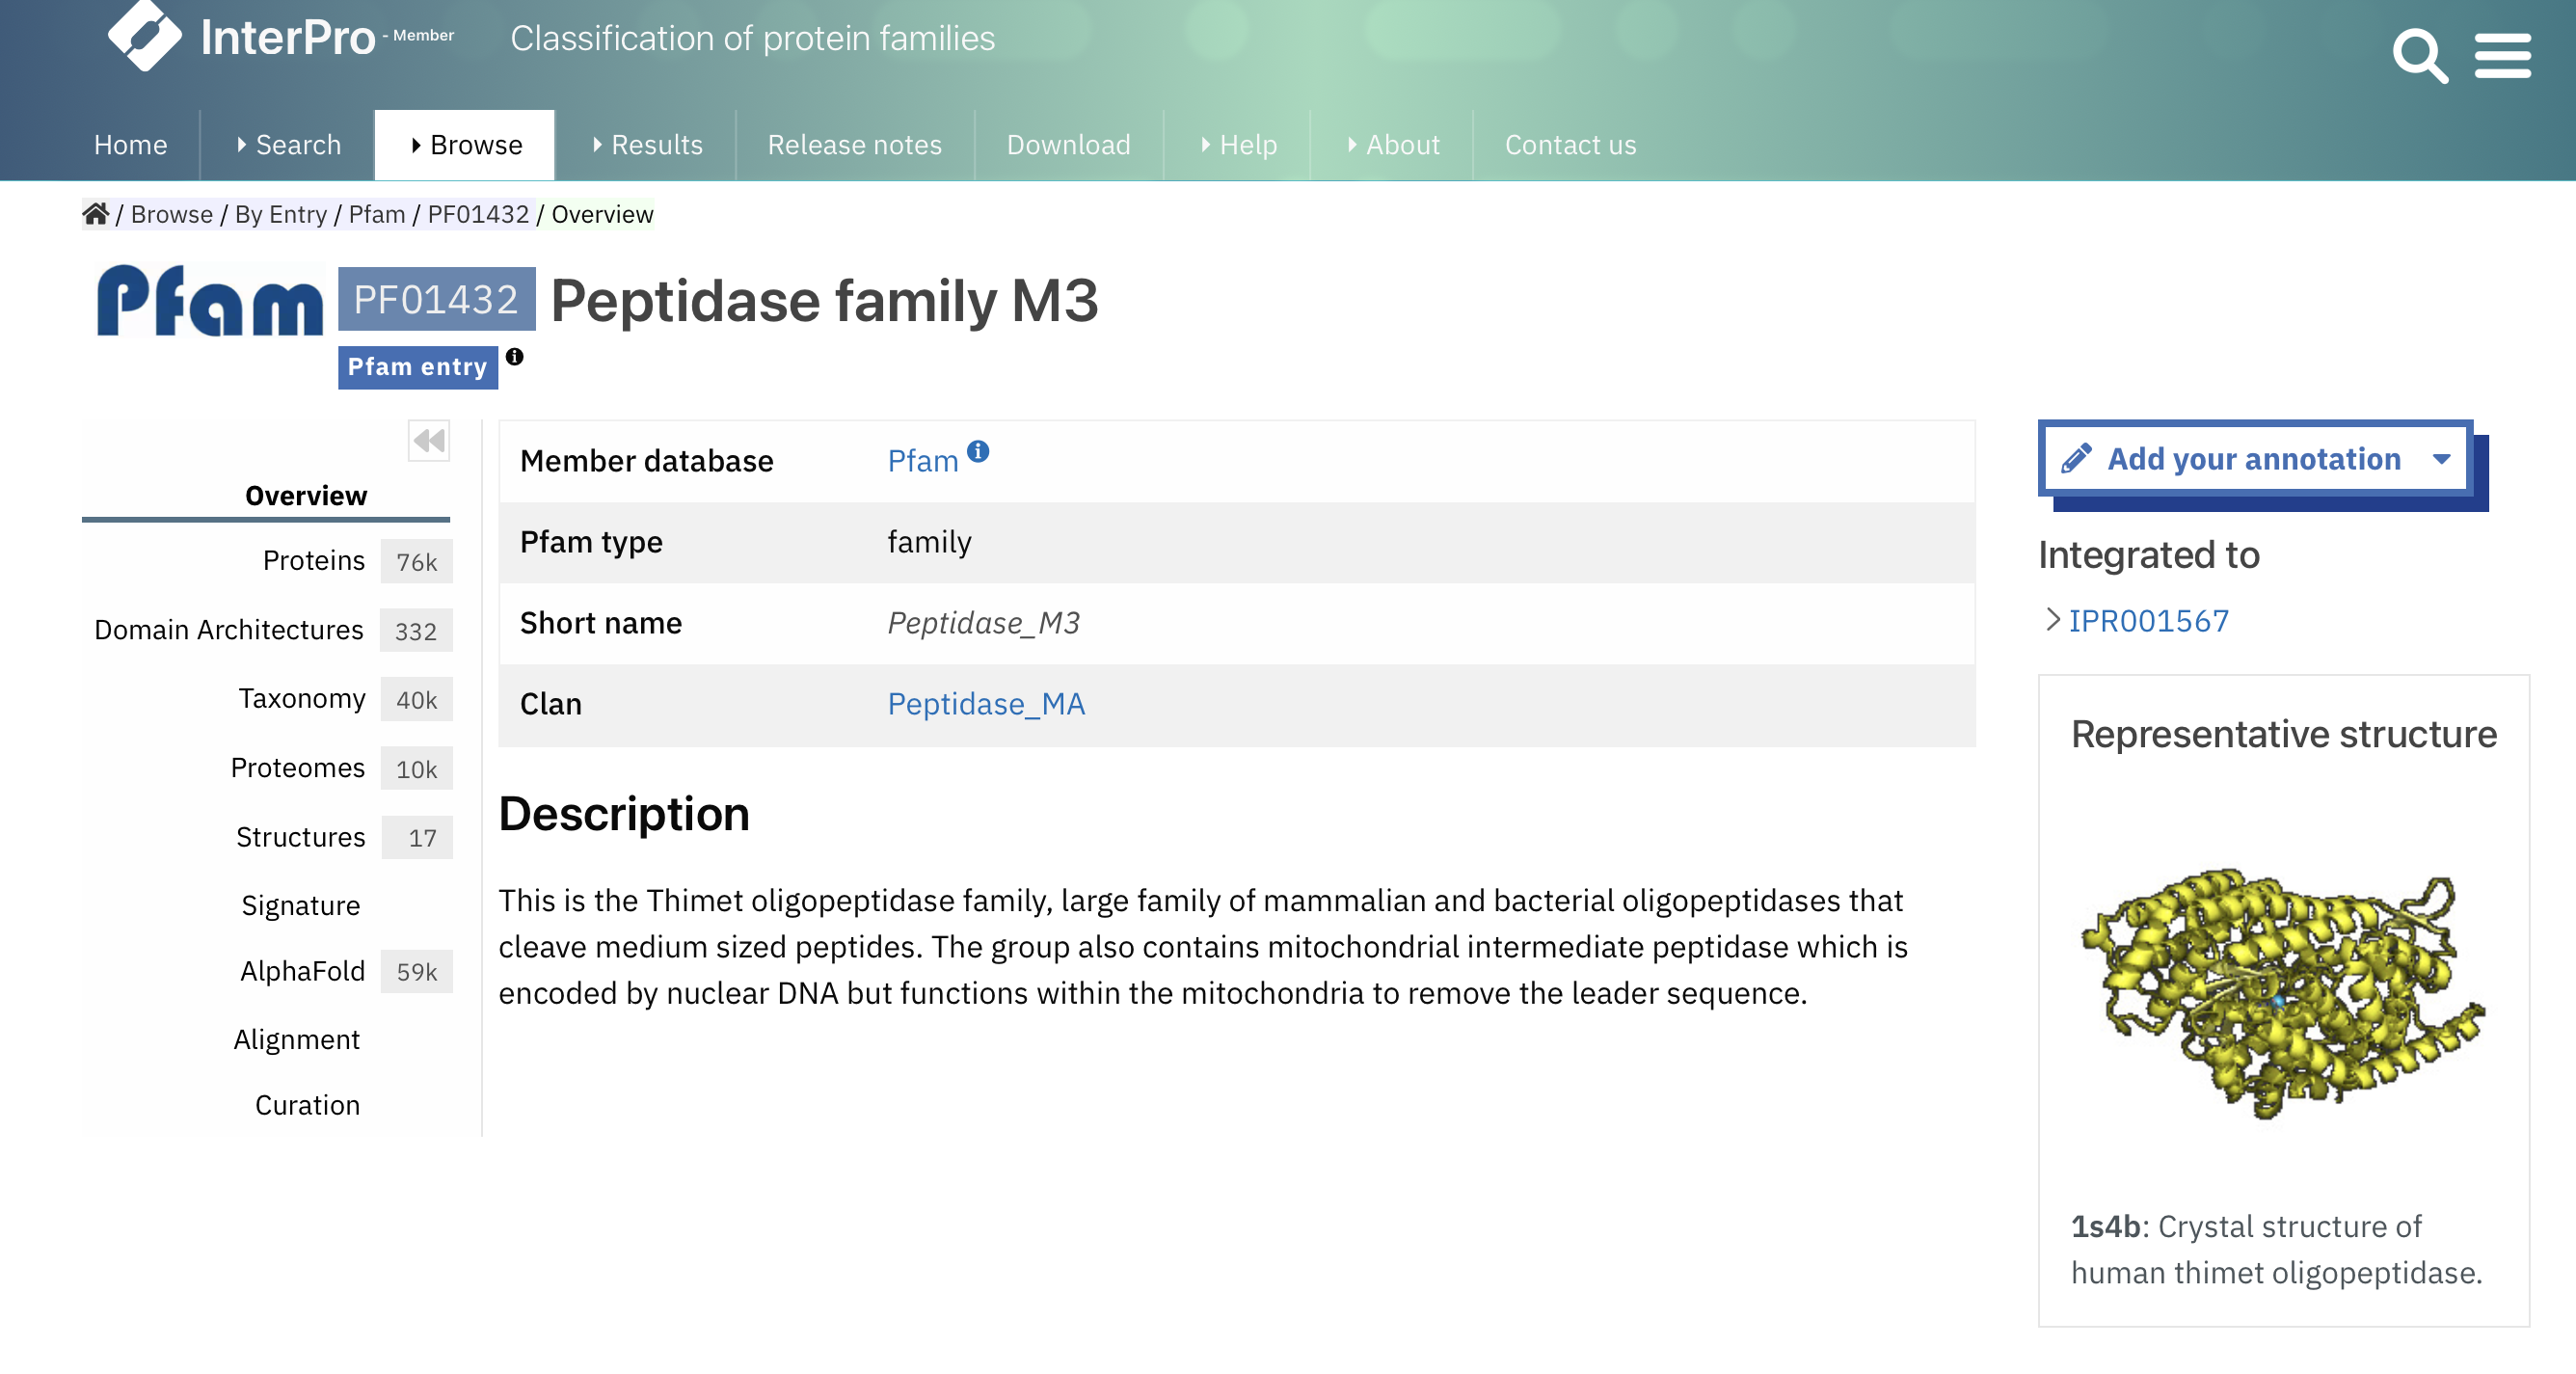 InterPro - Member
Classification of protein families
Home
Search
Browse
Results
Release notes
Download
Help
About
Contact us
/ Browse / By Entry / Pfam / PF01432 / Overview
Pfam
PF01432
Peptidase family M3
Pfam entry
Overview
Proteins 76k
Domain Architectures 332
Taxonomy 40k
Proteomes 10k
Structures 17
Signature
AlphaFold 59k
Alignment
Curation
Member database Pfam
Pfam type family
Short name Peptidase_M3
Clan Peptidase_MA
Description
This is the Thimet oligopeptidase family, large family of mammalian and bacterial oligopeptidases that
cleave medium sized peptides. The group also contains mitochondrial intermediate peptidase which is
encoded by nuclear DNA but functions within the mitochondria to remove the leader sequence.
Add your annotation
Integrated to
IPR001567
Representative structure
1s4b: Crystal structure of
human thimet oligopeptidase.